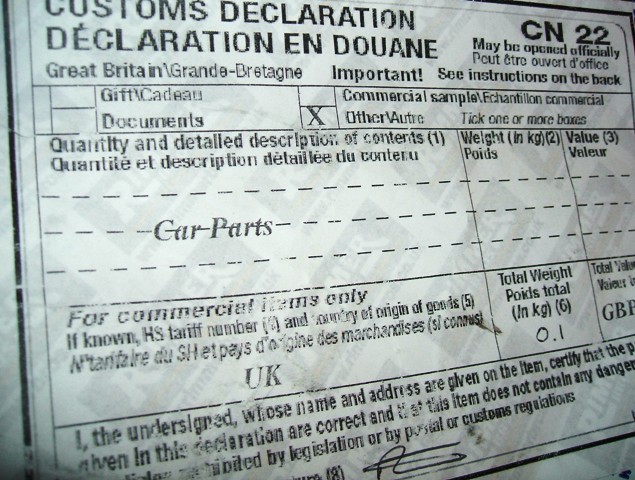 CUSTOMS DECLARATION
DÉCLARATION EN DOUANE
CN 22
May be opened officially
Peut être ouvert d'office
Great Britain\Grande-Bretagne
Important!
See instructions on the back
Gift\Cadeau
Commercial sample\Echantillon commercial
Documents
X
Other\Autre
Tick one or more boxes
Quantity and detailed description of contents (1)
Quantité et description détaillée du contenu
Weight (in kg)(2)
Poids
Value (3)
Valeur
Car-Parts
For commercial items only
If known, HS tariff number (4) and country of origin of goods (5)
N°tarifaire du SH et pays d'origine des marchandises (si connus)
UK
Total Weight
Poids total
(in kg) (6)
0.1
Total
Valeur
GBP
I, the undersigned, whose name and address are given on the item, certify that the
given in this declaration are correct and that this item does not contain any
prohibited by legislation or by postal or customs regulations
(8)